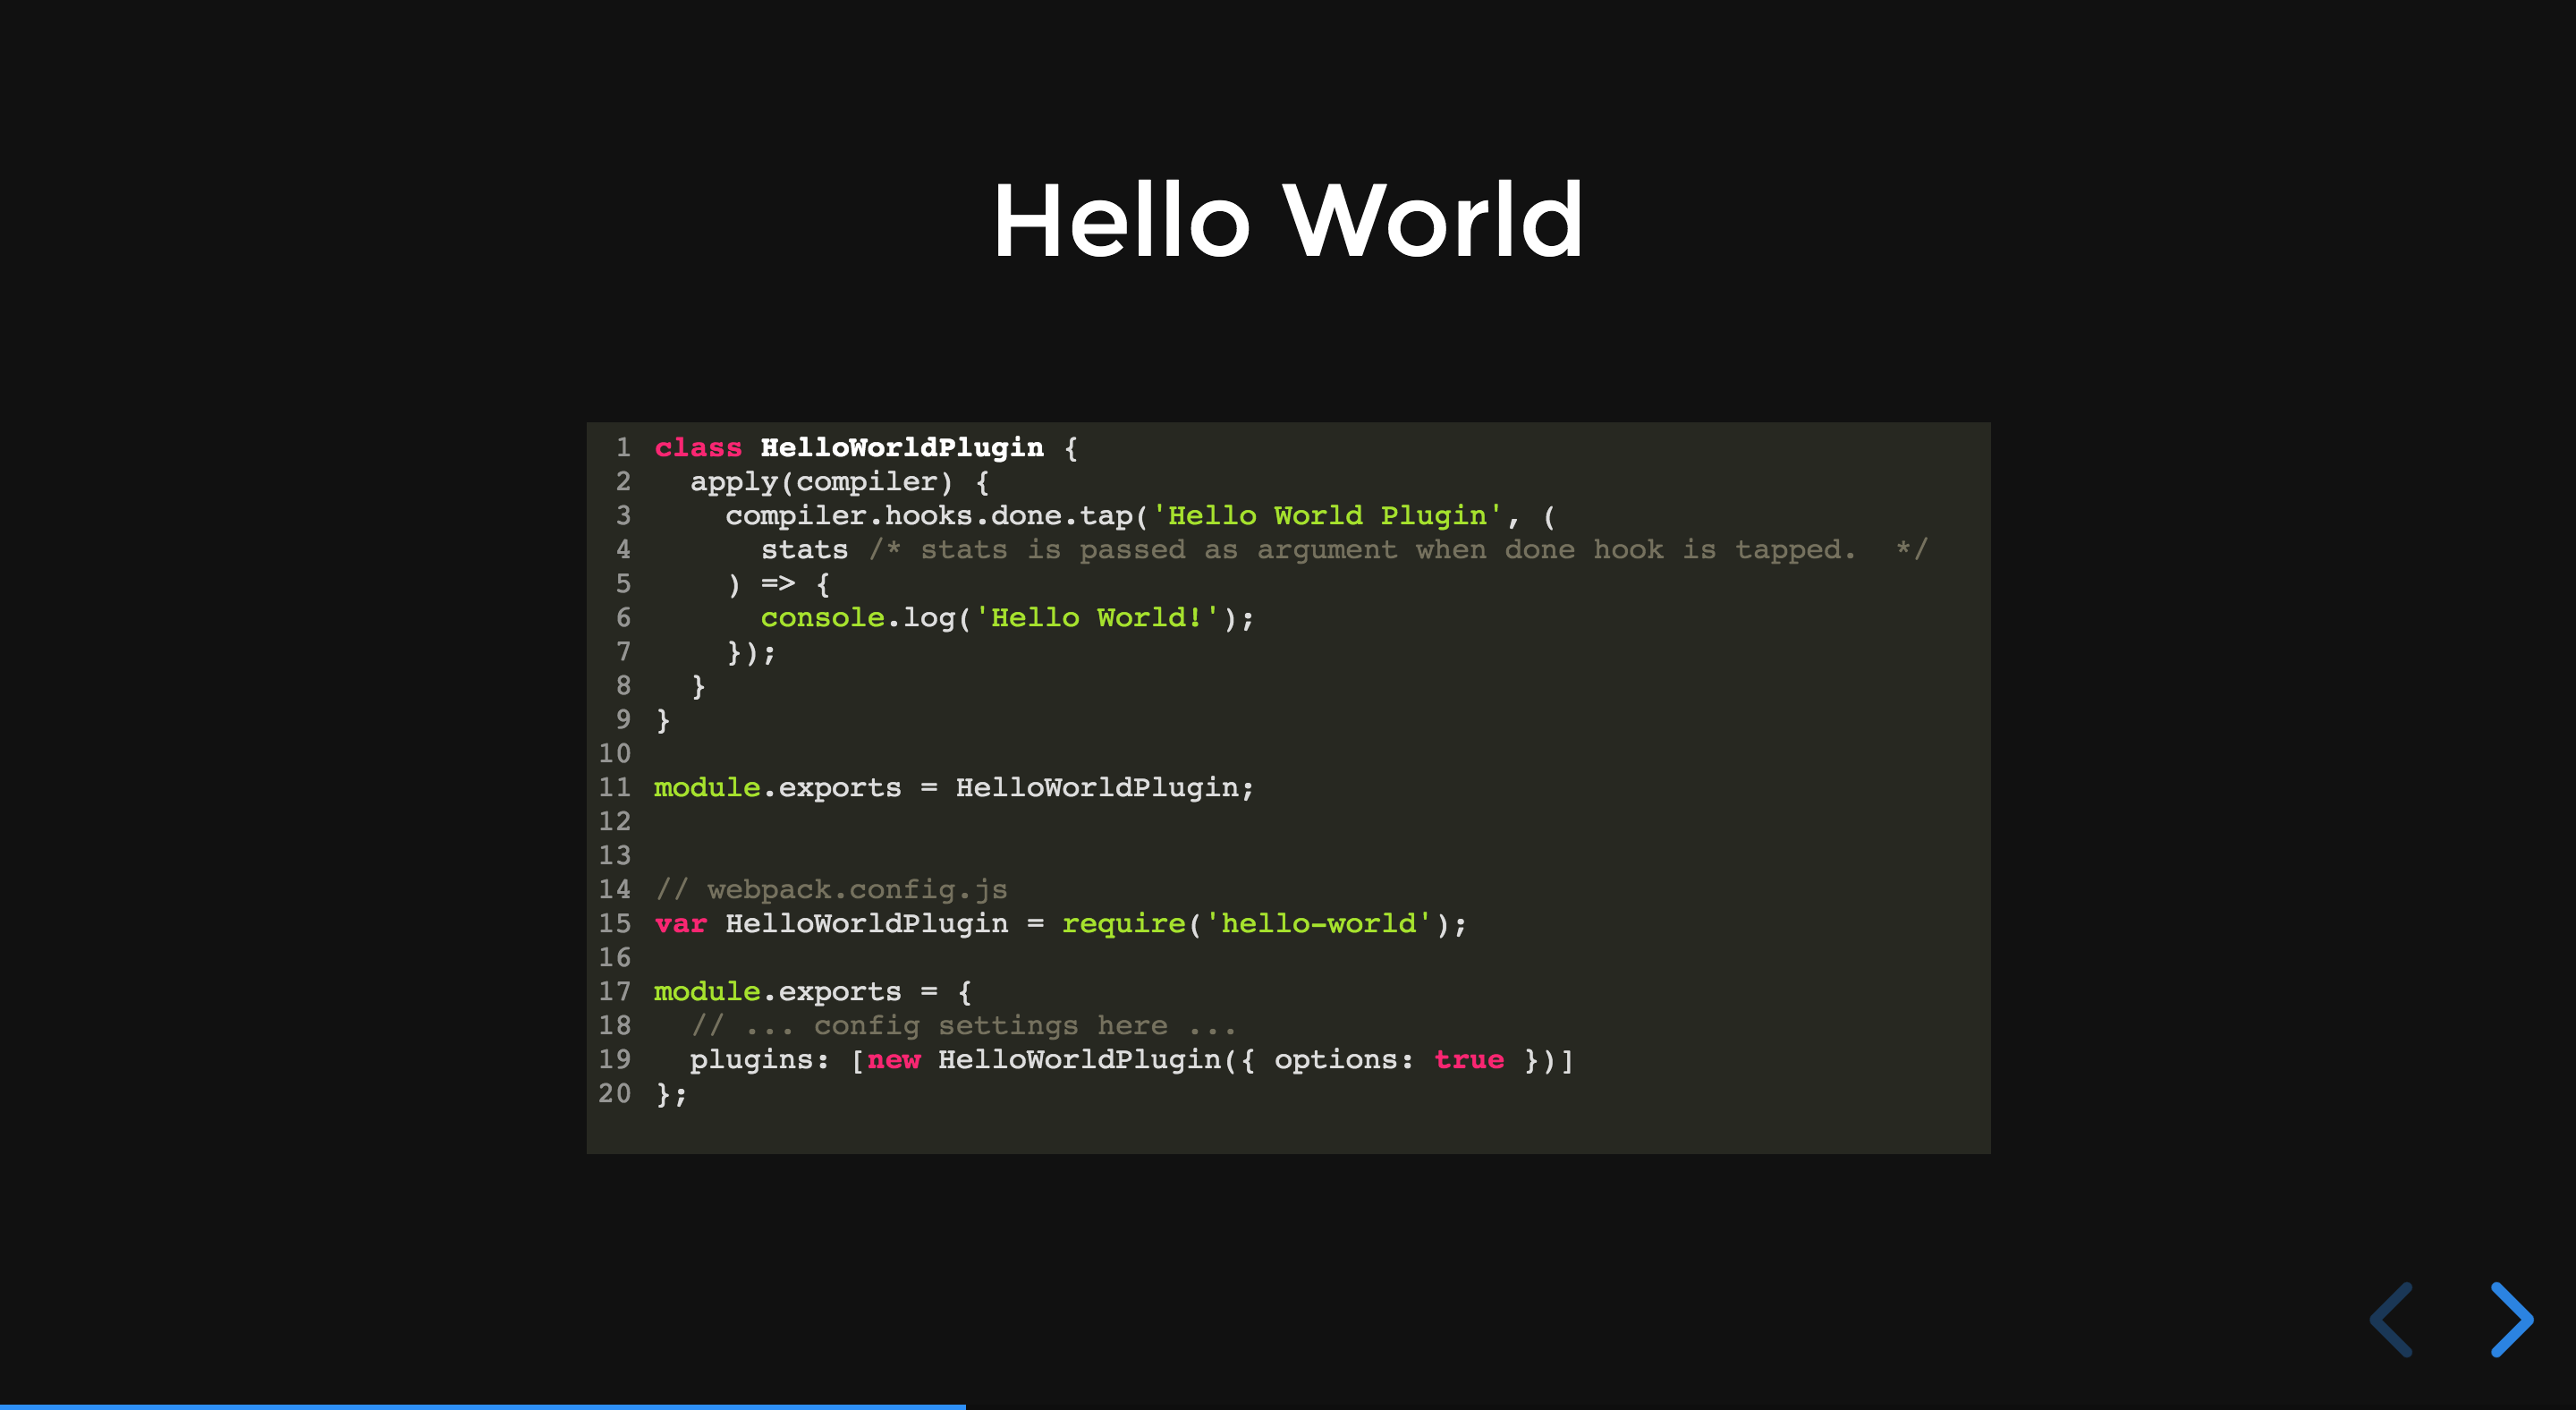 Hello World
1 class HelloWorldPlugin {
2   apply(compiler) {
3     compiler.hooks.done.tap('Hello World Plugin', (
4       stats /* stats is passed as argument when done hook is tapped.  */
5     ) => {
6       console.log('Hello World!');
7     });
8   }
9 }
10
11 module.exports = HelloWorldPlugin;
12
13
14 // webpack.config.js
15 var HelloWorldPlugin = require('hello-world');
16
17 module.exports = {
18   // ... config settings here ...
19   plugins: [new HelloWorldPlugin({ options: true })]
20 };